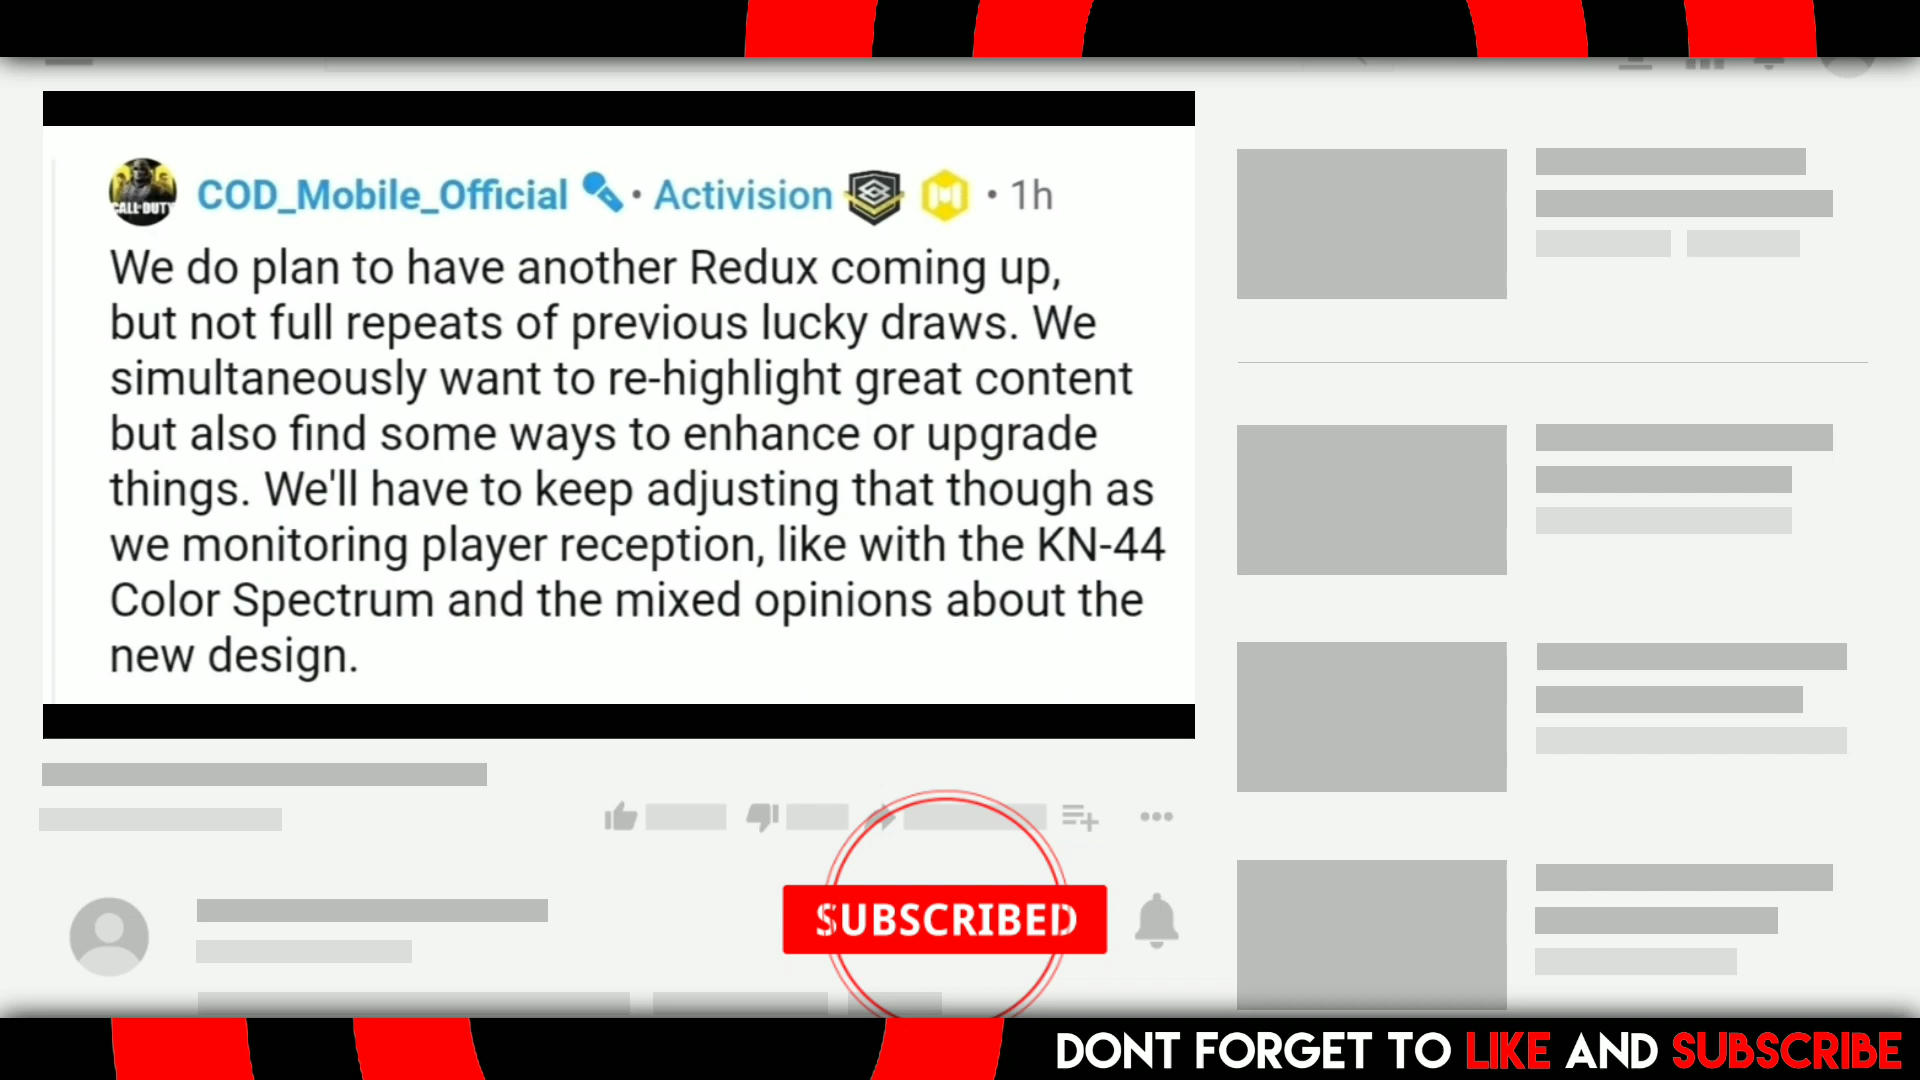 CALL·DUTY
COD_Mobile_Official • Activision • 1h
We do plan to have another Redux coming up,
but not full repeats of previous lucky draws. We
simultaneously want to re-highlight great content
but also find some ways to enhance or upgrade
things. We'll have to keep adjusting that though as
we monitoring player reception, like with the KN-44
Color Spectrum and the mixed opinions about the
new design.
SUBSCRIBED
DONT FORGET TO LIKE AND SUBSCRIBE